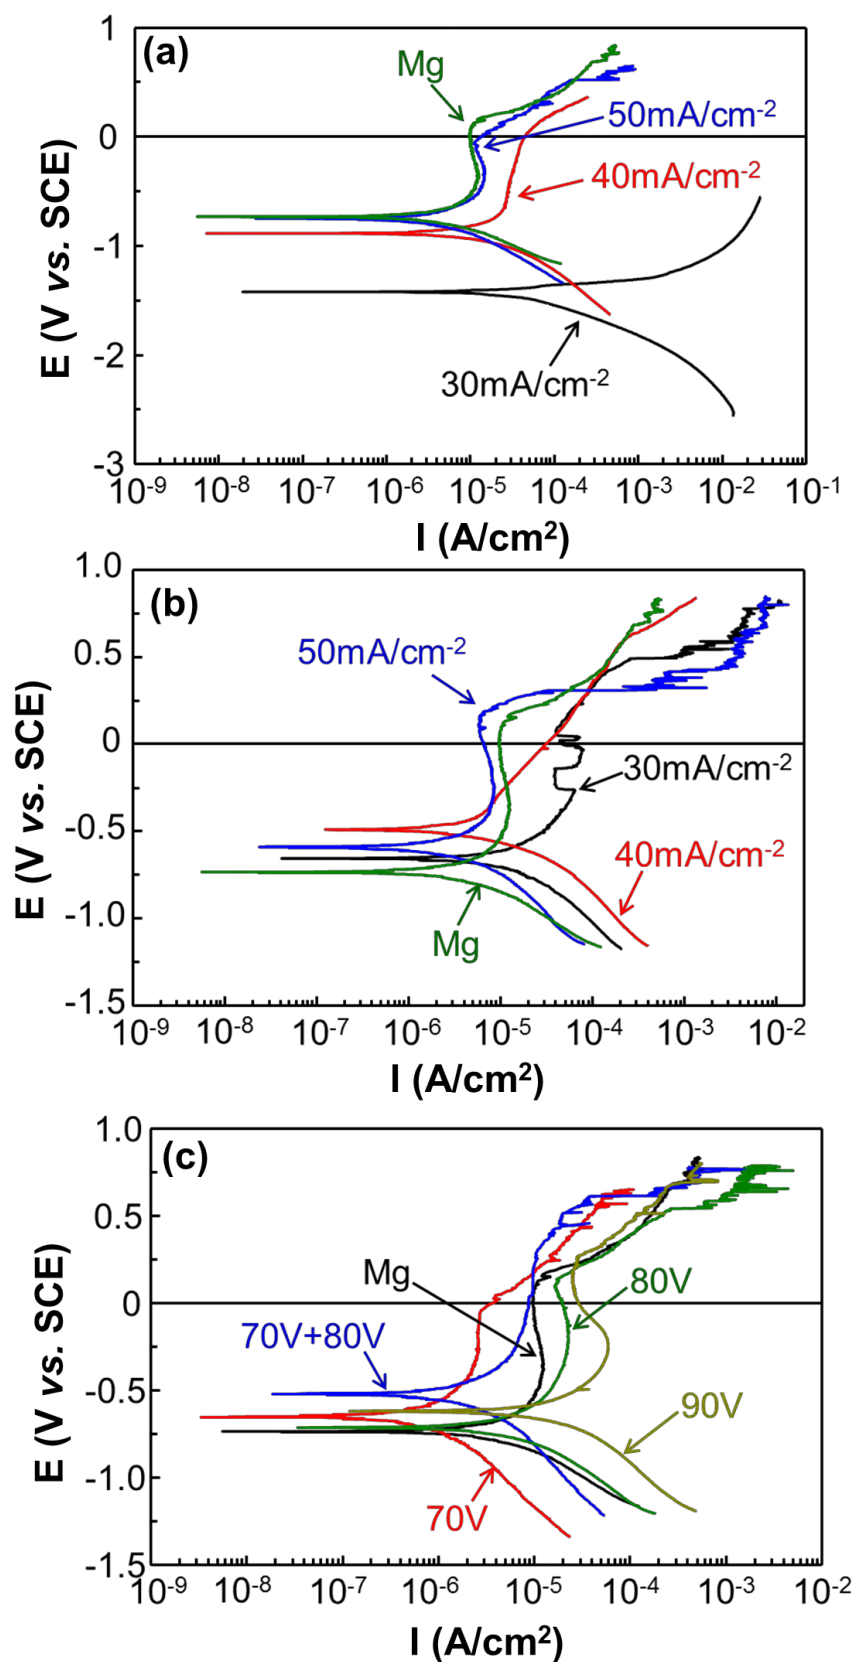 (a)
1
0
-1
-2
-3
E (V vs. SCE)
Mg
50mA/cm-2
40mA/cm-2
30mA/cm-2
10-9 10-8 10-7 10-6 10-5 10-4 10-3 10-2 10-1
I (A/cm2)
(b)
1.0
0.5
0
-0.5
-1.0
-1.5
E (V vs. SCE)
50mA/cm-2
30mA/cm-2
40mA/cm-2
Mg
10-9 10-8 10-7 10-6 10-5 10-4 10-3 10-2
I (A/cm2)
(c)
1.0
0.5
0
-0.5
-1.0
-1.5
E (V vs. SCE)
Mg
80V
70V+80V
90V
70V
10-9 10-8 10-7 10-6 10-5 10-4 10-3 10-2
I (A/cm2)